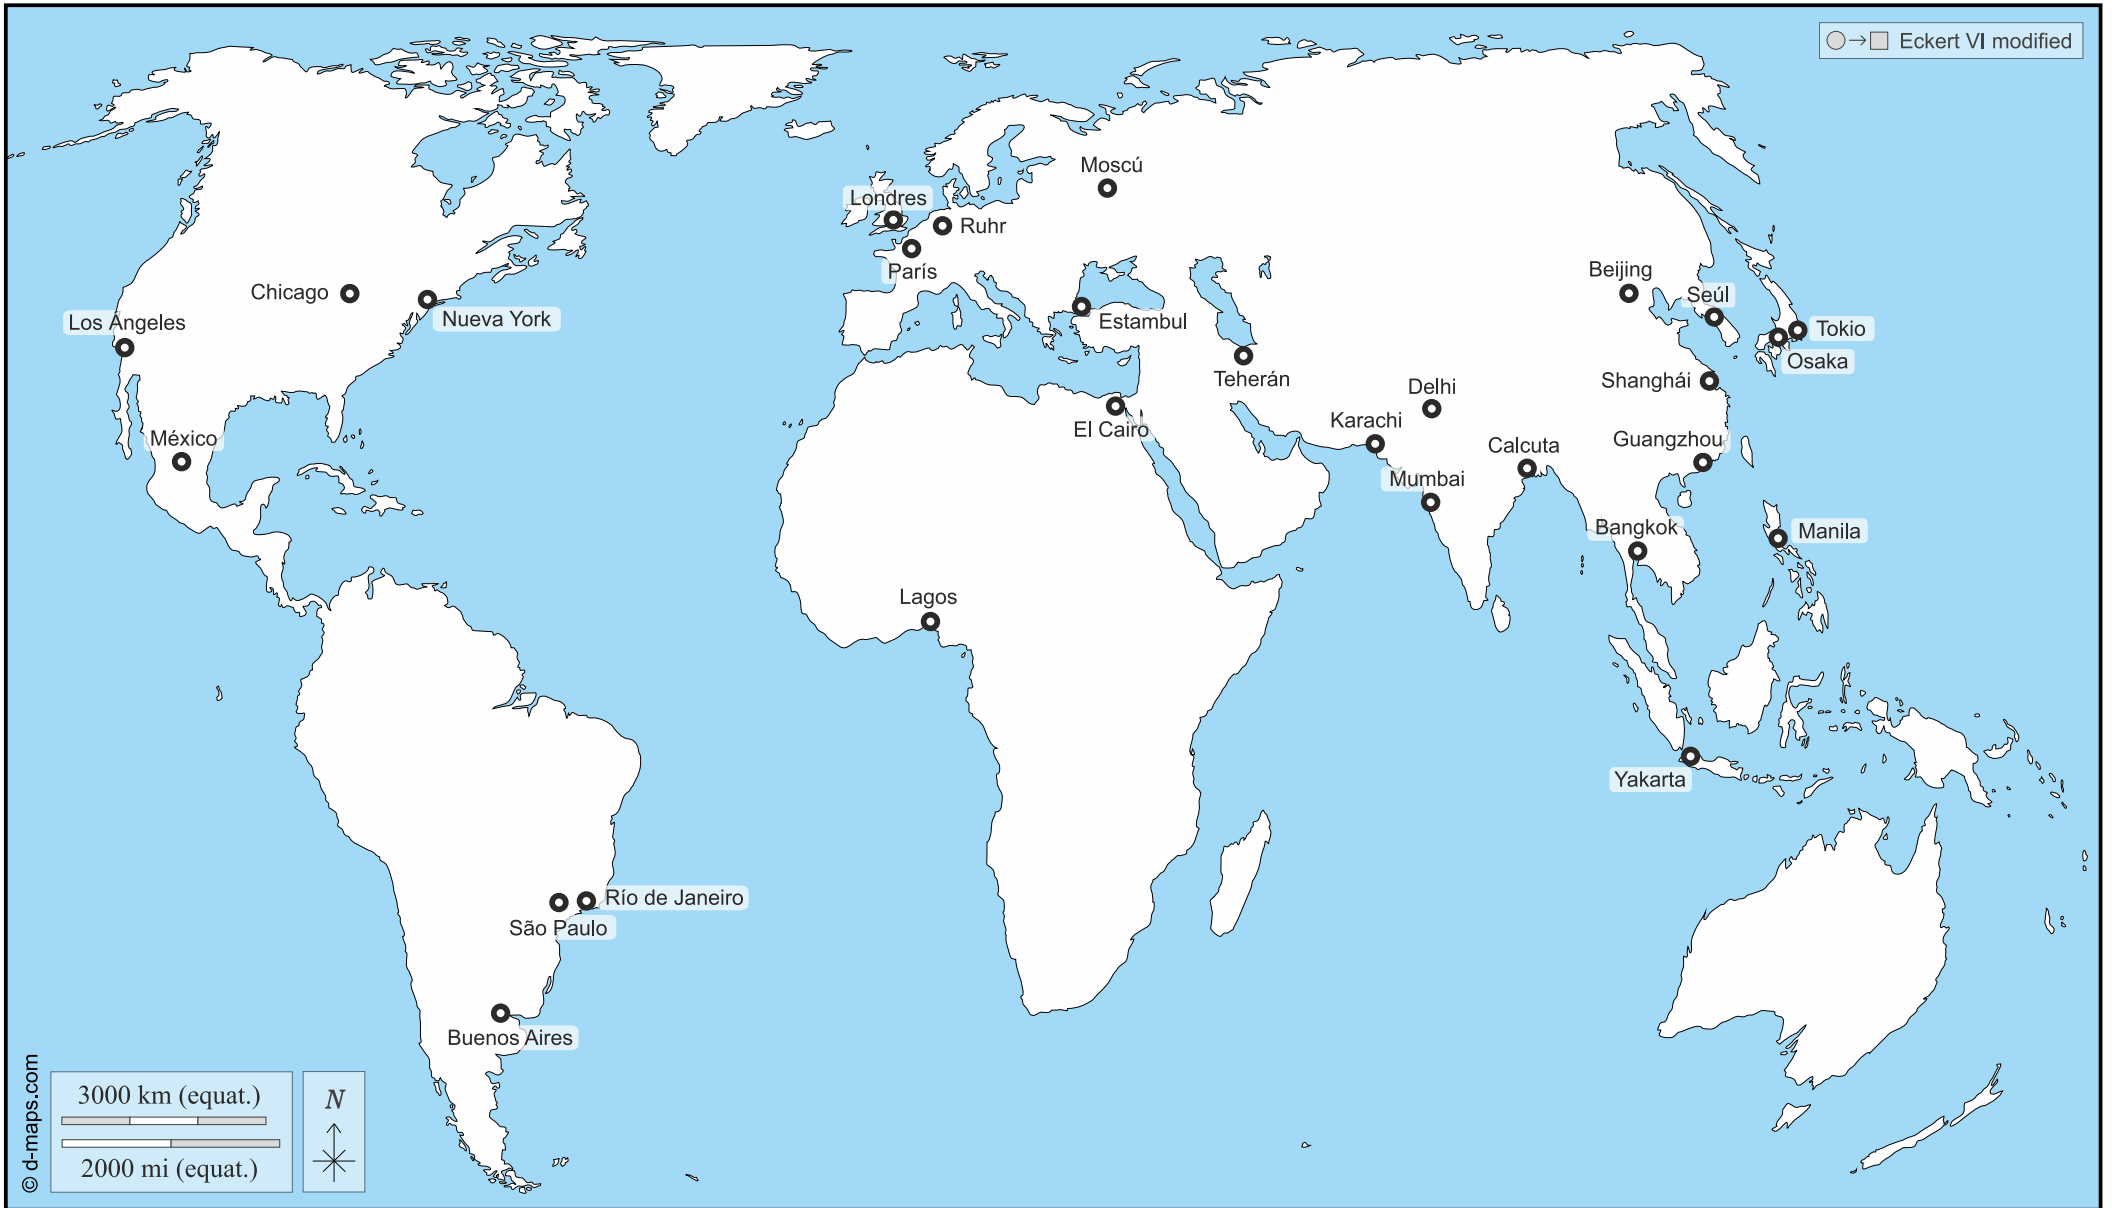 Eckert VI modified
Moscú
Londres
Ruhr
París
Beijing
Seúl
Chicago
Nueva York
Los Ángeles
Estambul
Tokio
Osaka
Teherán
Shanghái
Delhi
Karachi
El Cairo
México
Calcuta
Guangzhou
Mumbai
Bangkok
Manila
Lagos
Yakarta
Río de Janeiro
São Paulo
Buenos Aires
© d-maps.com
3000 km (equat.)
2000 mi (equat.)
N